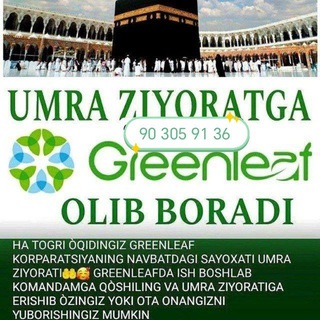 UMRA ZIYORATGA
90 305 91 36
Greenleaf
OLIB BORADI
HA TOGRI ÒQIDINGIZ GREENLEAF
KORPARATSIYANING NAVBATDAGI SAYOXATI UMRA
ZIYORATI🤲🥰 GREENLEAFDA ISH BOSHLAB
KOMANDAMGA QÒSHILING VA UMRA ZIYORATIGA
ERISHIB ÒZINGIZ YOKI OTA ONANGIZNI
YUBORISHINGIZ MUMKIN